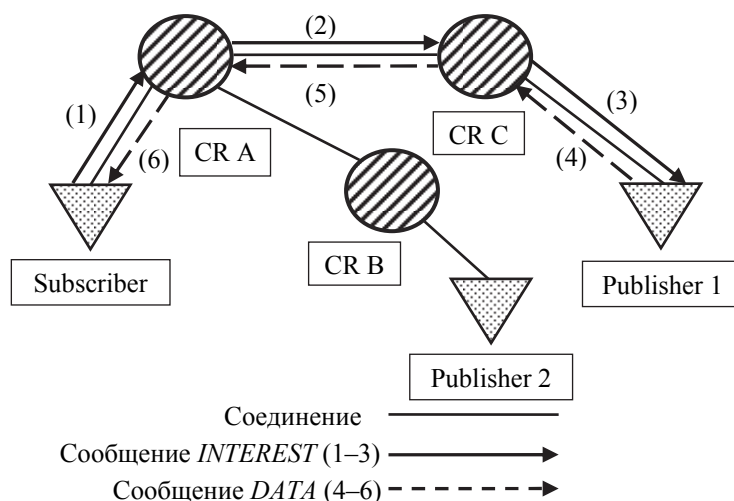 (2)
(1)
(5)
(3)
(6)
CR A
CR C
(4)
Subscriber
CR B
Publisher 1
Publisher 2
Соединение
Сообщение INTEREST (1–3)
Сообщение DATA (4–6)